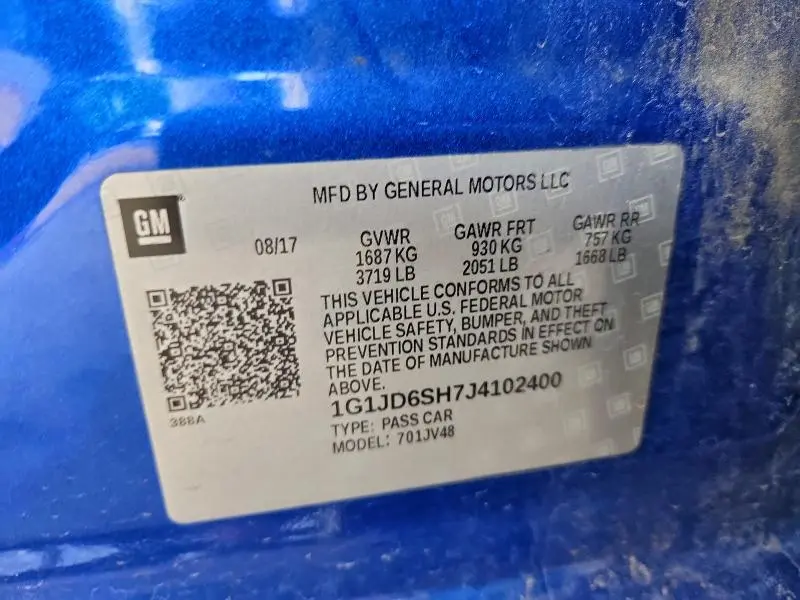 MFD BY GENERAL MOTORS LLC
GM
08/17
GVWR
1687 KG
3719 LB
GAWR FRT
930 KG
2051 LB
GAWR RR
757 KG
1668 LB
THIS VEHICLE CONFORMS TO ALL
APPLICABLE U.S. FEDERAL MOTOR
VEHICLE SAFETY, BUMPER, AND THEFT
PREVENTION STANDARDS IN EFFECT ON
THE DATE OF MANUFACTURE SHOWN
ABOVE.
1G1JD6SH7J4102400
TYPE: PASS CAR
MODEL: 701JV48
388A